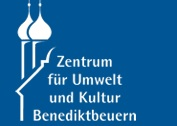 Zentrum
für Umwelt
und Kultur
Benediktbeuern